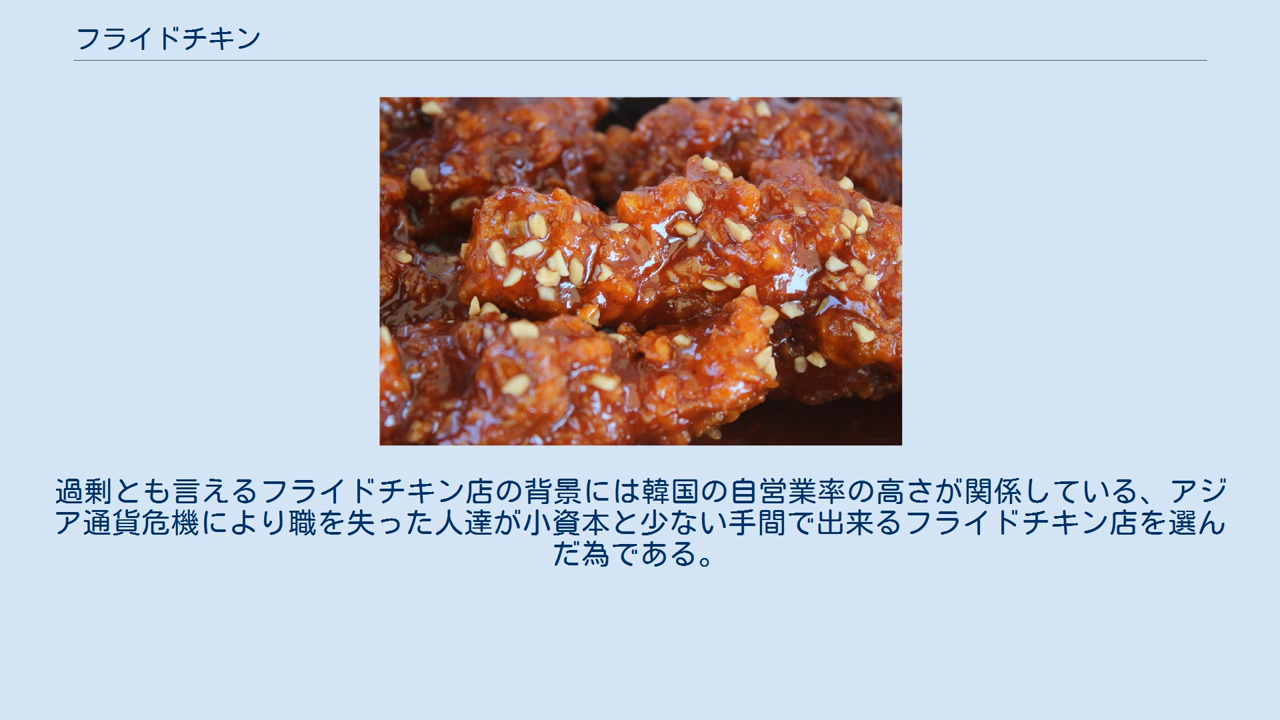 フライドチキン
過剰とも言えるフライドチキン店の背景には韓国の自営業率の高さが関係している、アジ
ア通貨危機により職を失った人達が小資本と少ない手間で出来るフライドチキン店を選ん
だ為である。